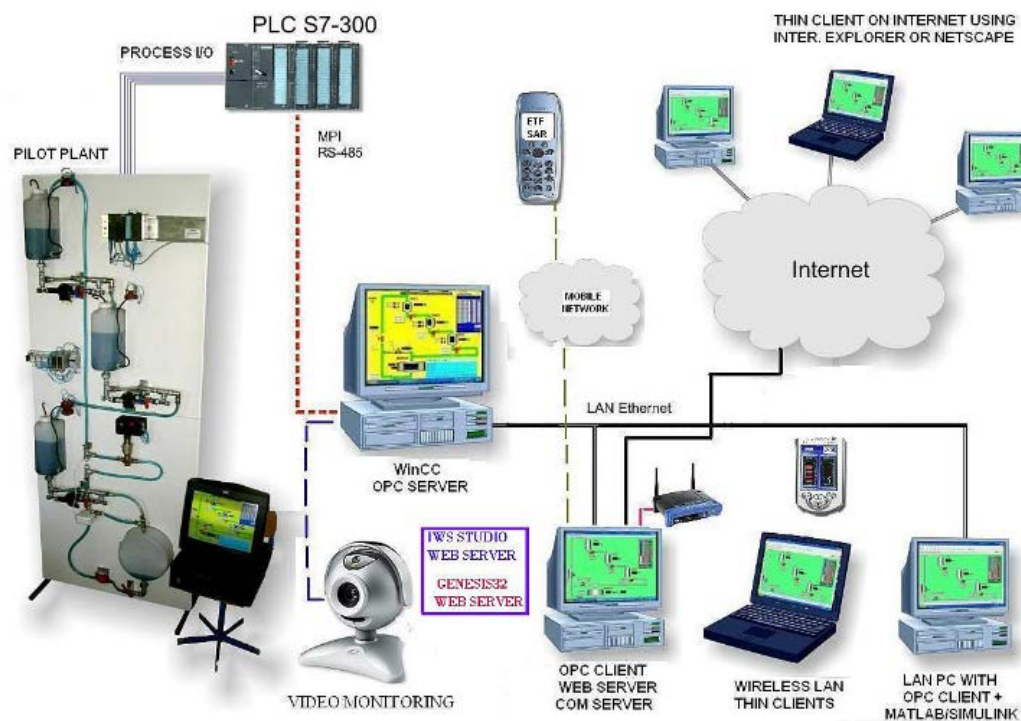 PLC S7-300
THIN CLIENT ON INTERNET USING
INTER. EXPLORER OR NETSCAPE
PROCESS I/O
MPI
RS-485
ETF
SAR
PILOT PLANT
Internet
MOBILE
NETWORK
LAN Ethernet
WinCC
OPC SERVER
IWS STUDIO
WEB SERVER
GENESIS32
WEB SERVER
VIDEO MONITORING
OPC CLIENT
WEB SERVER
COM SERVER
WIRELESS LAN
THIN CLIENTS
LAN PC WITH
OPC CLIENT +
MATLAB/SIMULINK